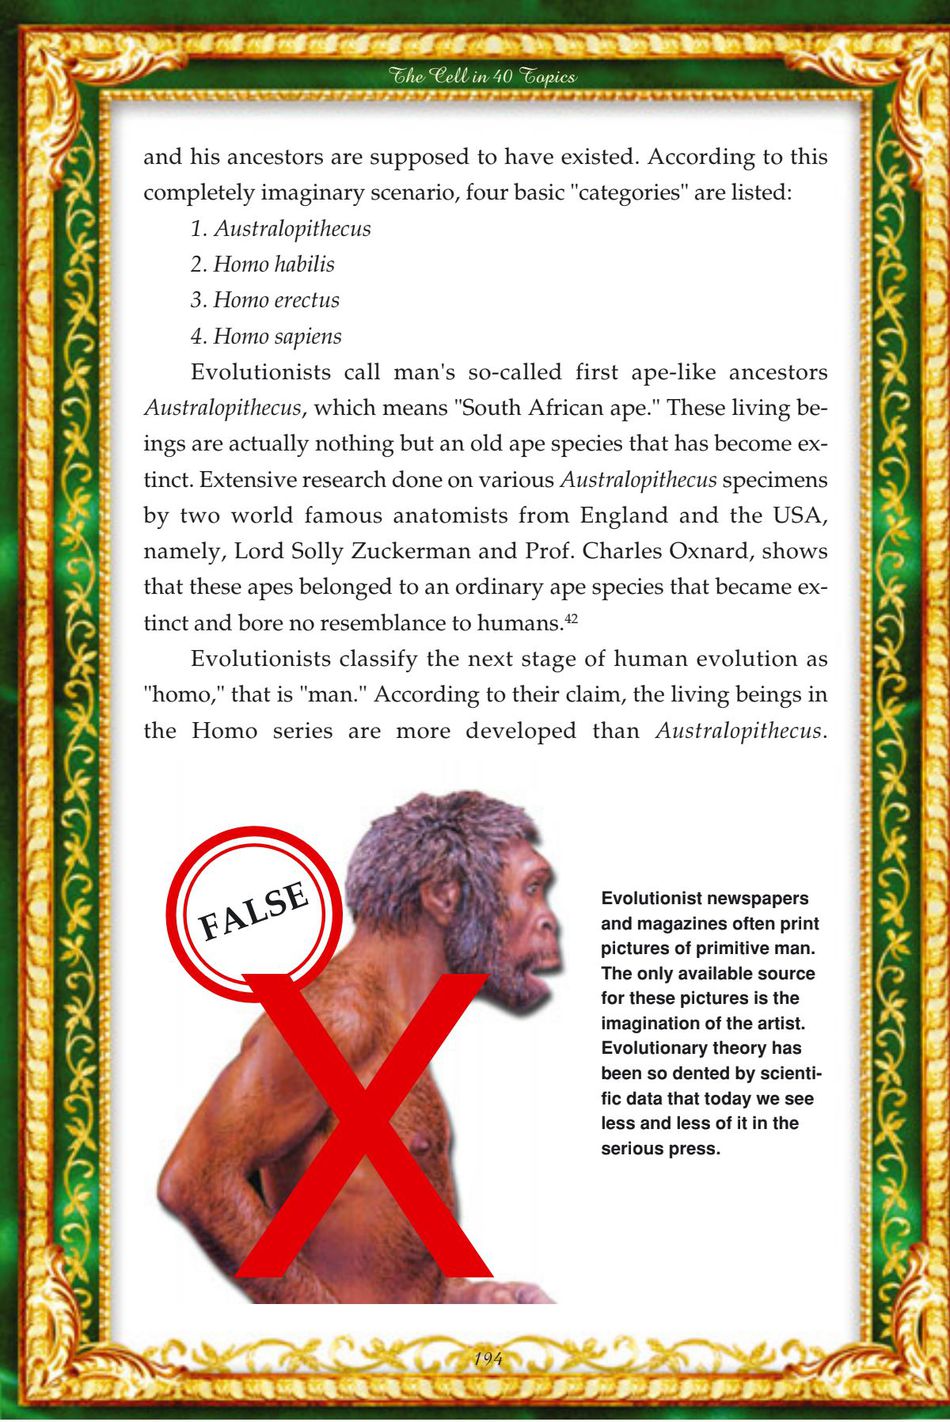 The Cell in 40 Topics
and his ancestors are supposed to have existed. According to this
completely imaginary scenario, four basic "categories" are listed:
1. Australopithecus
2. Homo habilis
3. Homo erectus
4. Homo sapiens
Evolutionists call man's so-called first ape-like ancestors
Australopithecus, which means "South African ape." These living be-
ings are actually nothing but an old ape species that has become ex-
tinct. Extensive research done on various Australopithecus specimens
by two world famous anatomists from England and the USA,
namely, Lord Solly Zuckerman and Prof. Charles Oxnard, shows
that these apes belonged to an ordinary ape species that became ex-
tinct and bore no resemblance to humans.42
Evolutionists classify the next stage of human evolution as
"homo," that is "man." According to their claim, the living beings in
the Homo series are more developed than Australopithecus.
FALSE
Evolutionist newspapers
and magazines often print
pictures of primitive man.
The only available source
for these pictures is the
imagination of the artist.
Evolutionary theory has
been so dented by scienti-
fic data that today we see
less and less of it in the
serious press.
194